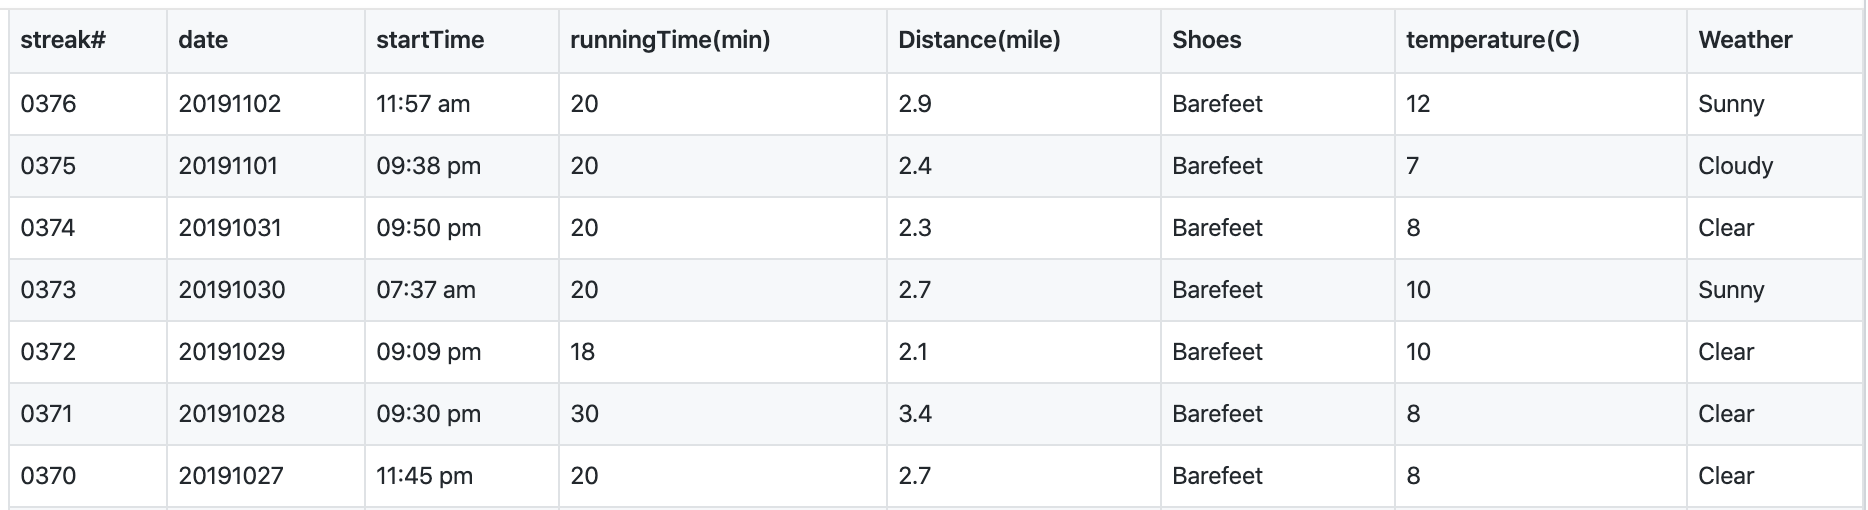 streak# date startTime runningTime(min) Distance(mile) Shoes temperature(C) Weather
0376 20191102 11:57 am 20 2.9 Barefeet 12 Sunny
0375 20191101 09:38 pm 20 2.4 Barefeet 7 Cloudy
0374 20191031 09:50 pm 20 2.3 Barefeet 8 Clear
0373 20191030 07:37 am 20 2.7 Barefeet 10 Sunny
0372 20191029 09:09 pm 18 2.1 Barefeet 10 Clear
0371 20191028 09:30 pm 30 3.4 Barefeet 8 Clear
0370 20191027 11:45 pm 20 2.7 Barefeet 8 Clear